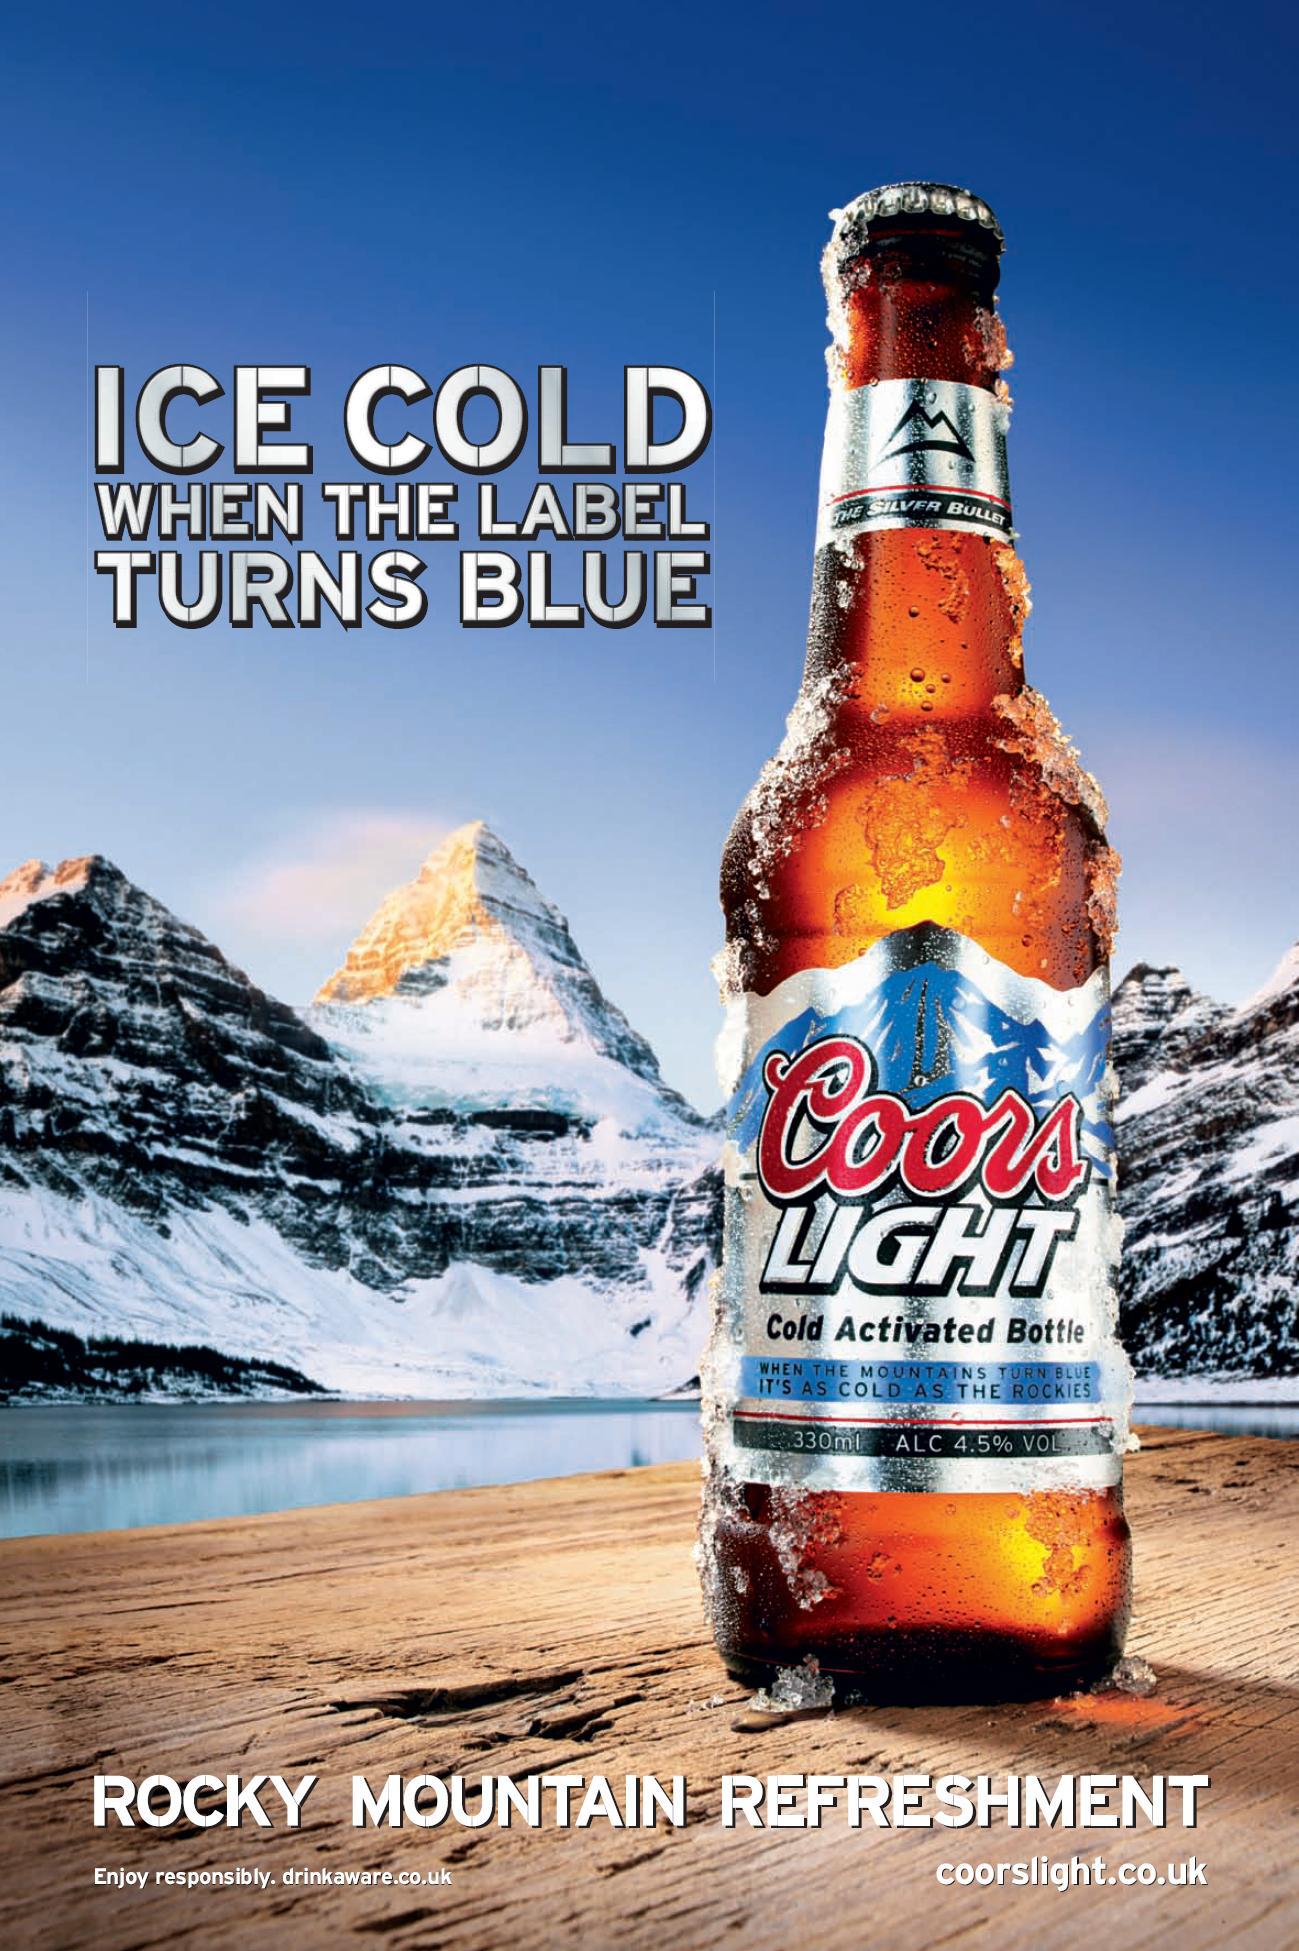 ICE COLD
WHEN THE LABEL
TURNS BLUE
THE SILVER BULLET
Coors
LIGHT
Cold Activated Bottle
WHEN THE MOUNTAINS TURN BLUE
IT'S AS COLD AS THE ROCKIES
330ml ALC 4.5% VOL
ROCKY MOUNTAIN REFRESHMENT
Enjoy responsibly. drinkaware.co.uk
coorslight.co.uk